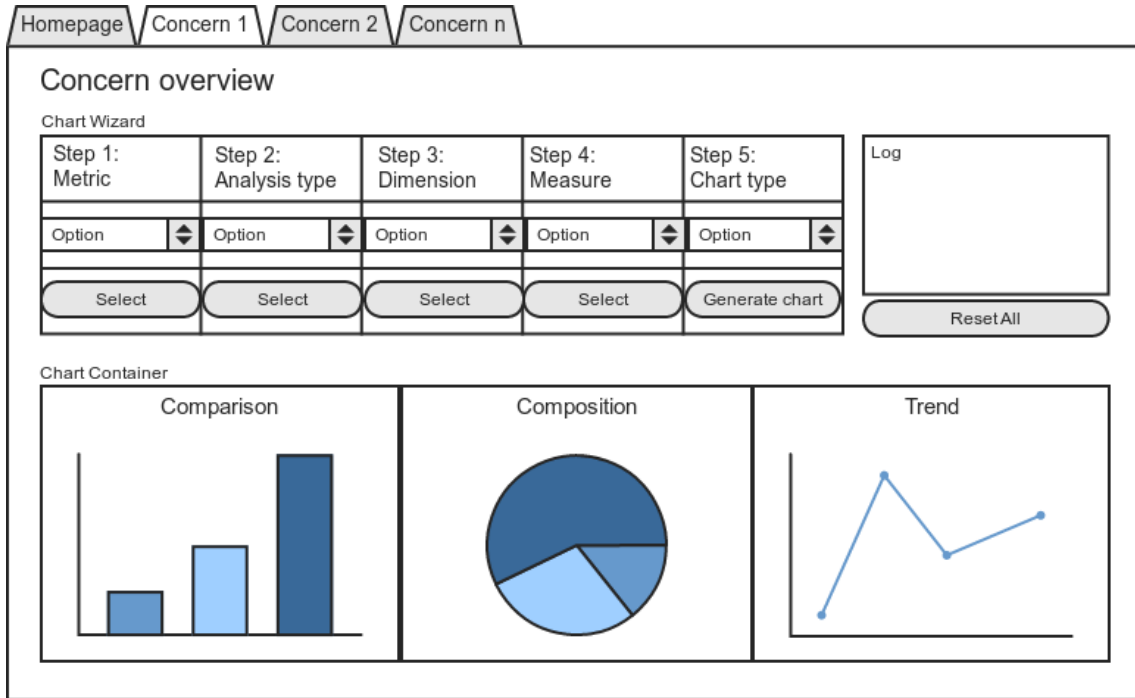 Homepage
Concern 1
Concern 2
Concern n
Concern overview
Chart Wizard
Step 1:
Metric
Step 2:
Analysis type
Step 3:
Dimension
Step 4:
Measure
Step 5:
Chart type
Option
Option
Option
Option
Option
Select
Select
Select
Select
Generate chart
Log
Reset All
Chart Container
Comparison
Composition
Trend